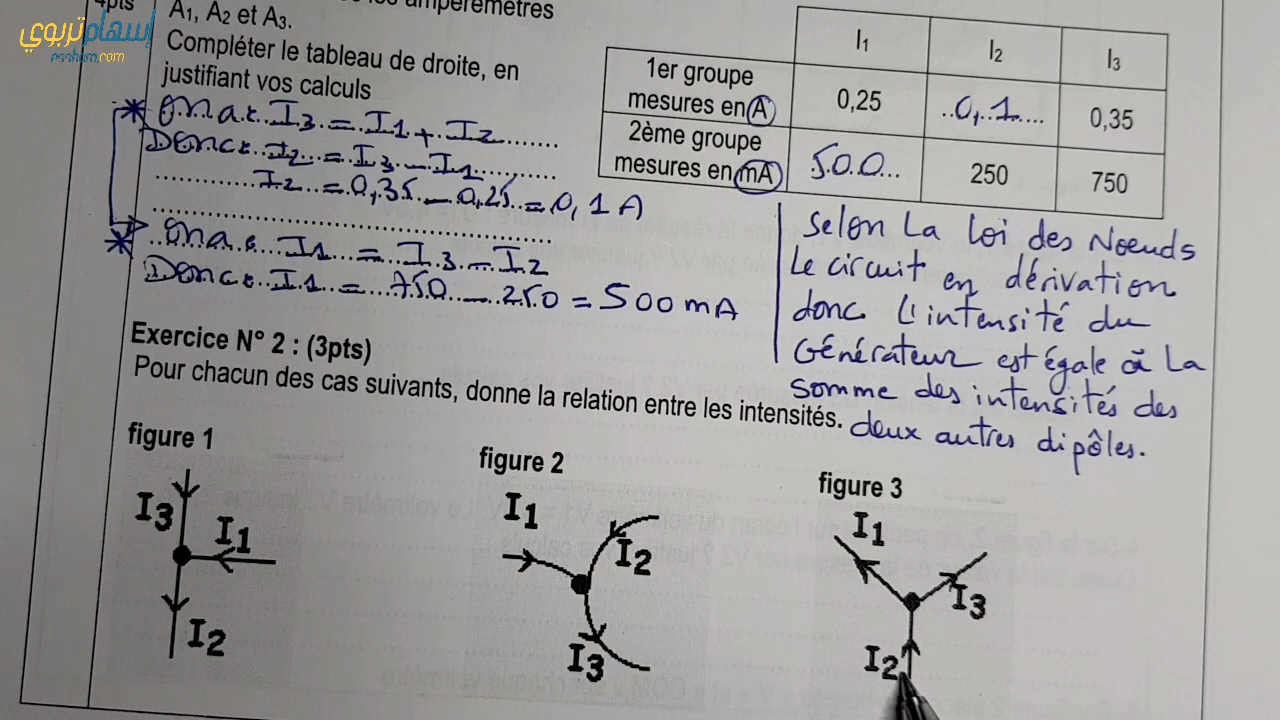 4pts
ampèremètres
إسهام تربوي
essham.com
A₁, A₂ et A₃.
Compléter le tableau de droite, en
justifiant vos calculs
I₁ I₂ I₃
1er groupe
mesures en A 0,25 0,1 0,35
2ème groupe
mesures en mA 500 250 750
* On a : I3 = I1 + I2
Donc : I2 = I3 - I1
I2 = 0,35 - 0,25 = 0,1 A
* On a : I1 = I3 - I2
Donc : I1 = 750 - 250 = 500 mA
Selon La loi des Noeuds
Le circuit en dérivation
donc l'intensité du
Générateur est égale à La
somme des intensités des
deux autres dipôles.
Exercice N° 2 : (3pts)
Pour chacun des cas suivants, donne la relation entre les intensités.
figure 1
I3
I1
I2
figure 2
I1
I2
I3
figure 3
I1
I3
I2